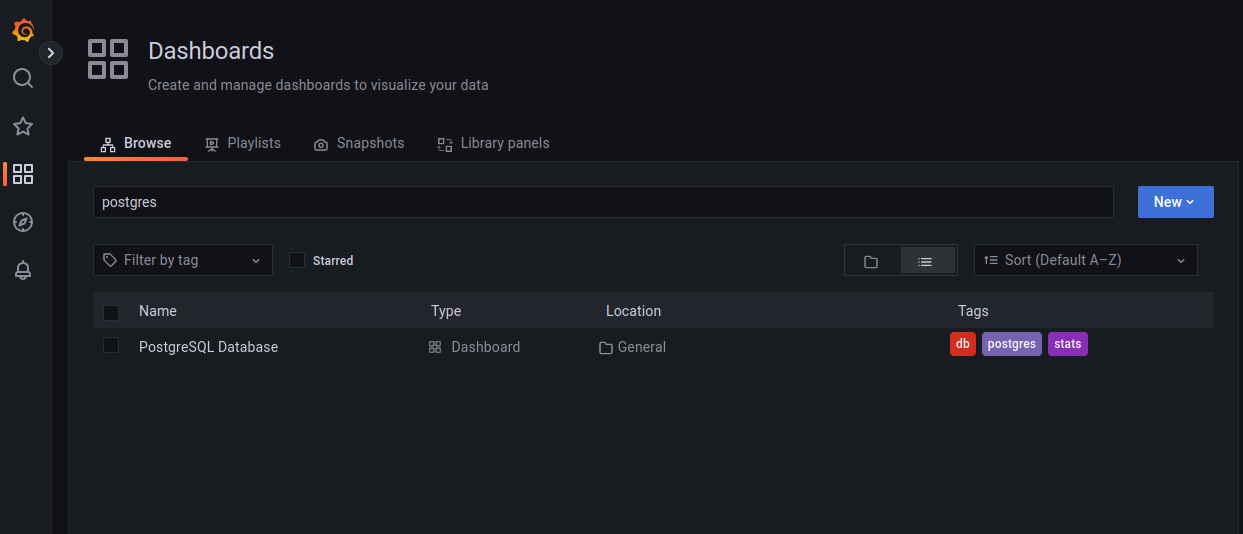 Dashboards
Create and manage dashboards to visualize your data
Browse Playlists Snapshots Library panels
postgres New
Filter by tag Starred Sort (Default A–Z)
Name Type Location Tags
PostgreSQL Database Dashboard General db postgres stats